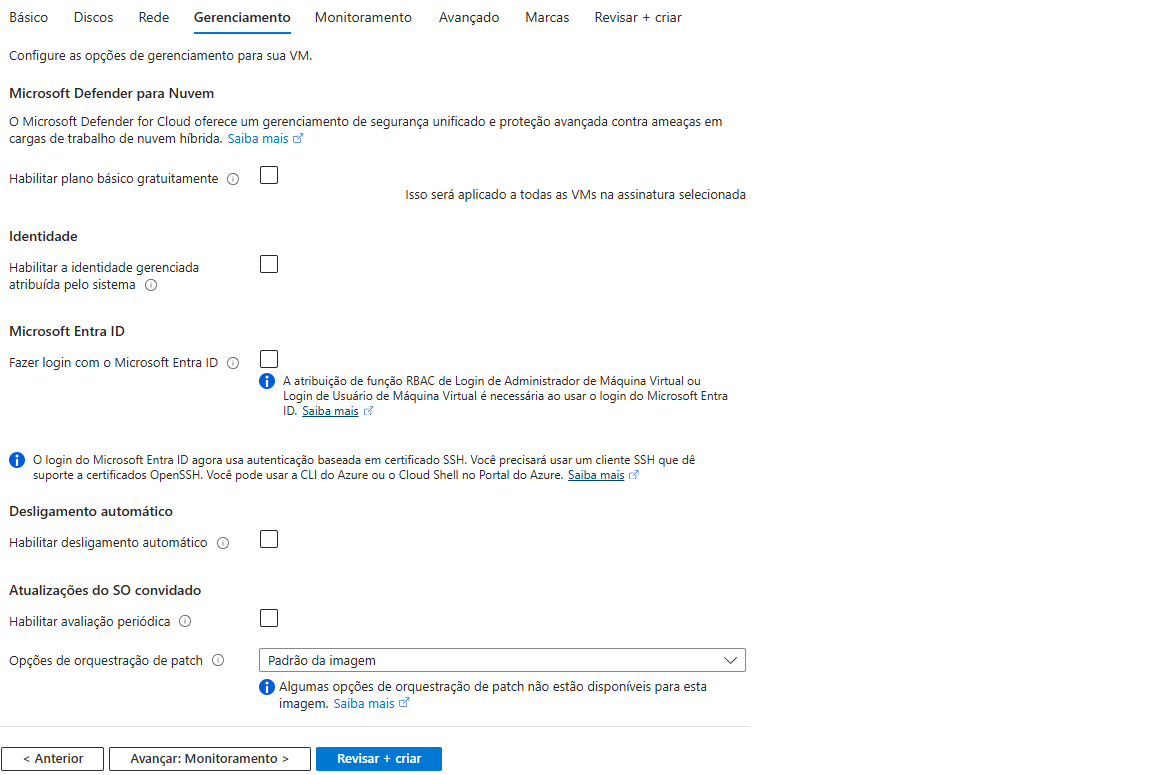 Básico Discos Rede Gerenciamento Monitoramento Avançado Marcas Revisar + criar
Configure as opções de gerenciamento para sua VM.
Microsoft Defender para Nuvem
O Microsoft Defender for Cloud oferece um gerenciamento de segurança unificado e proteção avançada contra ameaças em
cargas de trabalho de nuvem híbrida. Saiba mais
Habilitar plano básico gratuitamente
Isso será aplicado a todas as VMs na assinatura selecionada
Identidade
Habilitar a identidade gerenciada
atribuída pelo sistema
Microsoft Entra ID
Fazer login com o Microsoft Entra ID
A atribuição de função RBAC de Login de Administrador de Máquina Virtual ou
Login de Usuário de Máquina Virtual é necessária ao usar o login do Microsoft Entra
ID. Saiba mais
O login do Microsoft Entra ID agora usa autenticação baseada em certificado SSH. Você precisará usar um cliente SSH que dê
suporte a certificados OpenSSH. Você pode usar a CLI do Azure ou o Cloud Shell no Portal do Azure. Saiba mais
Desligamento automático
Habilitar desligamento automático
Atualizações do SO convidado
Habilitar avaliação periódica
Opções de orquestração de patch
Padrão da imagem
Algumas opções de orquestração de patch não estão disponíveis para esta
imagem. Saiba mais
< Anterior Avançar: Monitoramento > Revisar + criar